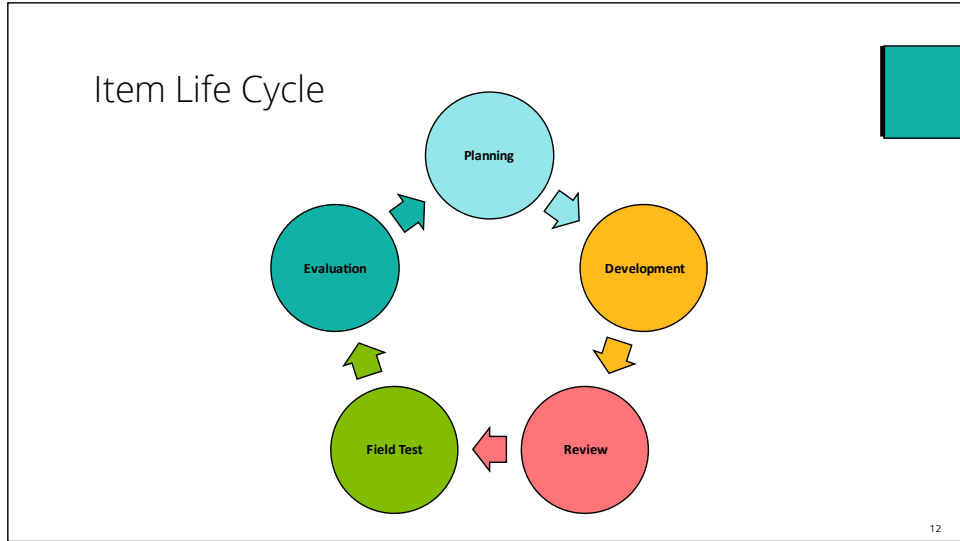 Item Life Cycle
Planning
Development
Review
Field Test
Evaluation
12